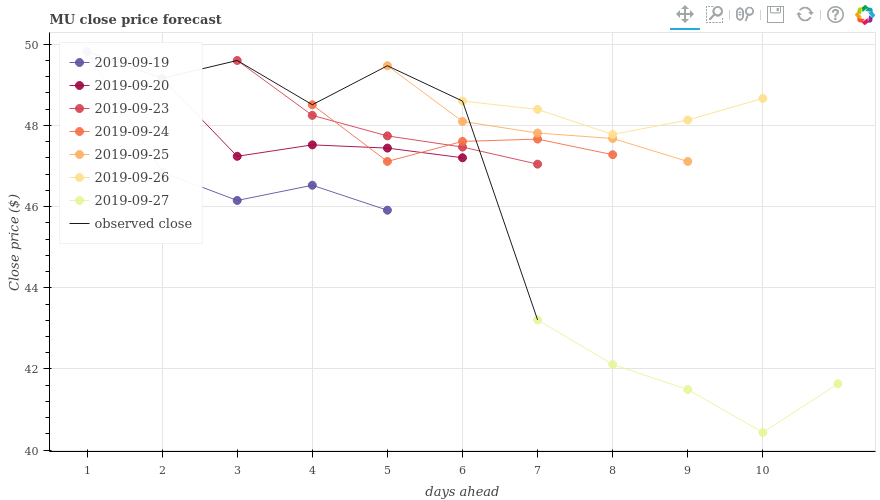 MU close price forecast
50
48
46
44
42
40
Close price ($)
2019-09-19
2019-09-20
2019-09-23
2019-09-24
2019-09-25
2019-09-26
2019-09-27
observed close
1 2 3 4 5 6 7 8 9 10
days ahead